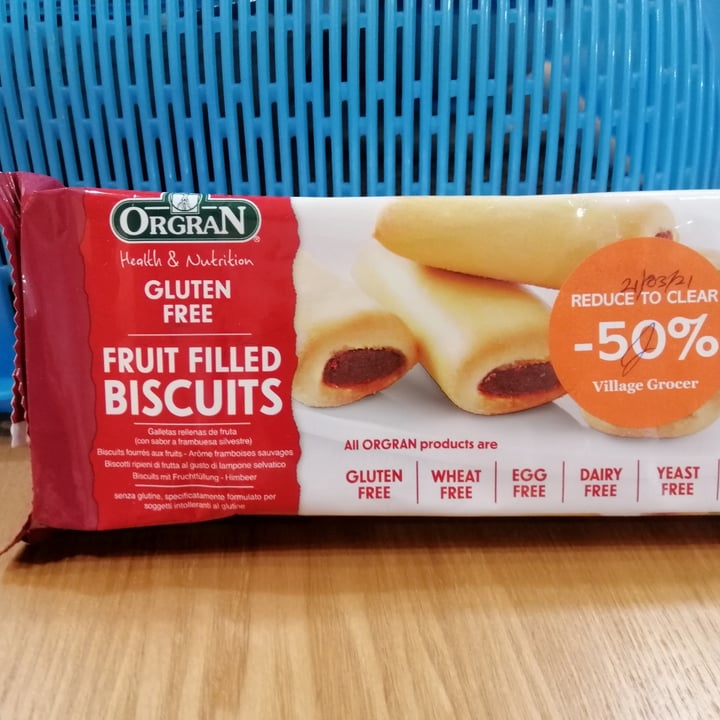 ORGRAN
Health & Nutrition
GLUTEN
FREE
FRUIT FILLED
BISCUITS
Galletas rellenas de fruta
(con sabor a frambuesa silvestre)
Biscuits fourrés aux fruits - Arôme framboises sauvages
Biscotti ripieni di frutta al gusto di lampone selvatico
Biscuits mit Fruchtfüllung - Himbeer
senza glutine, specificatamente formulato per
soggetti intolleranti al glutine
21/03/21
REDUCE TO CLEAR
-50%
Village Grocer
All ORGRAN products are
GLUTEN
FREE
WHEAT
FREE
EGG
FREE
DAIRY
FREE
YEAST
FREE